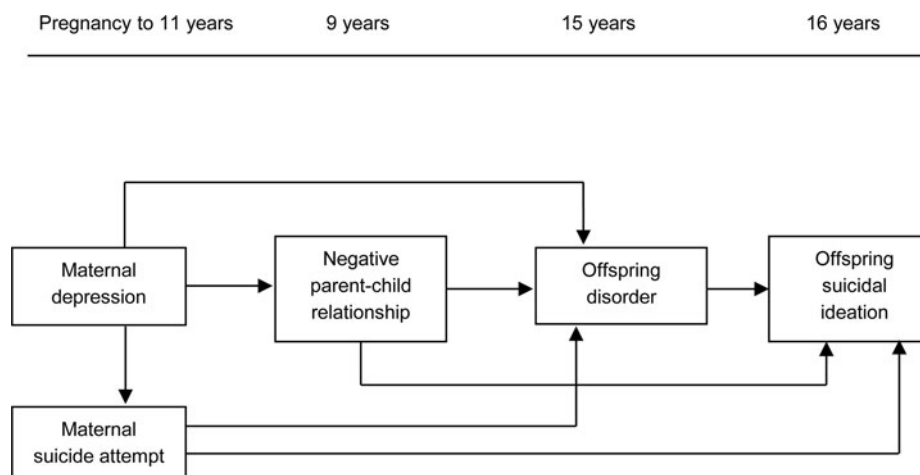 Pregnancy to 11 years
9 years
15 years
16 years
Maternal
depression
Negative
parent-child
relationship
Offspring
disorder
Offspring
suicidal
ideation
Maternal
suicide attempt